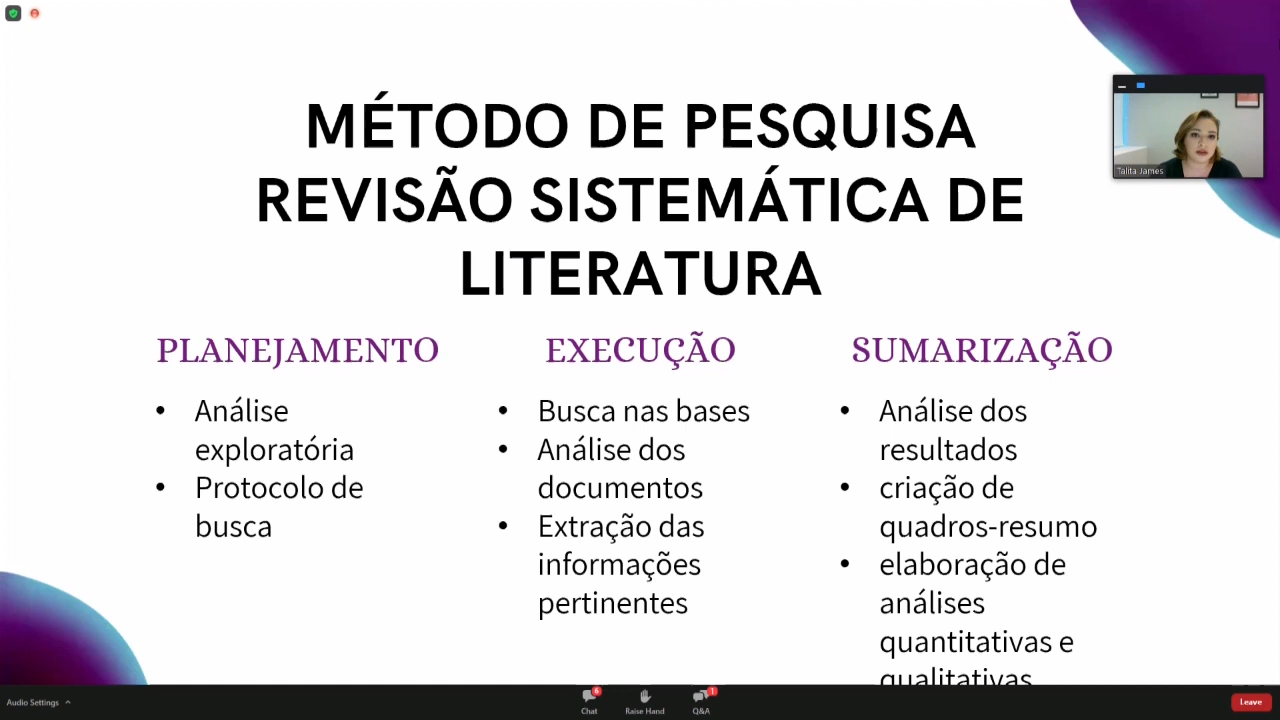 MÉTODO DE PESQUISA
REVISÃO SISTEMÁTICA DE
LITERATURA
Talita James
PLANEJAMENTO
• Análise
exploratória
• Protocolo de
busca
EXECUÇÃO
• Busca nas bases
• Análise dos
documentos
• Extração das
informações
pertinentes
SUMARIZAÇÃO
• Análise dos
resultados
• criação de
quadros-resumo
• elaboração de
análises
quantitativas e
qualitativas
Audio Settings
6
Chat
Raise Hand
1
Q&A
Leave